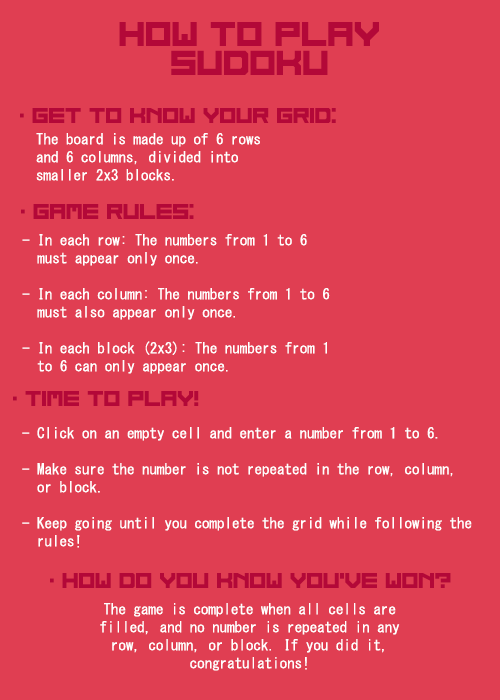 HOW TO PLAY
SUDOKU
· GET TO KNOW YOUR GRID:
The board is made up of 6 rows
and 6 columns, divided into
smaller 2x3 blocks.
· GAME RULES:
- In each row: The numbers from 1 to 6
must appear only once.
- In each column: The numbers from 1 to 6
must also appear only once.
- In each block (2x3): The numbers from 1
to 6 can only appear once.
· TIME TO PLAY!
- Click on an empty cell and enter a number from 1 to 6.
- Make sure the number is not repeated in the row, column,
or block.
- Keep going until you complete the grid while following the
rules!
· HOW DO YOU KNOW YOU'VE WON?
The game is complete when all cells are
filled, and no number is repeated in any
row, column, or block. If you did it,
congratulations!